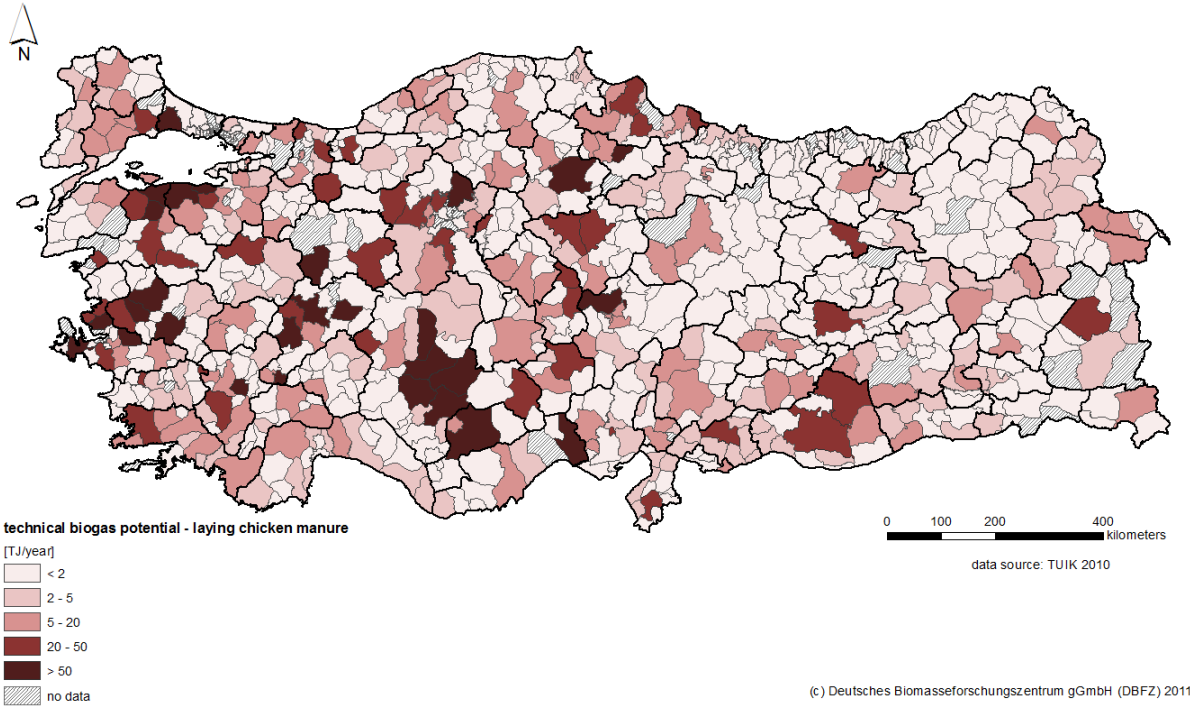 N
technical biogas potential - laying chicken manure
[TJ/year]
< 2
2 - 5
5 - 20
20 - 50
> 50
no data
0 100 200 400
kilometers
data source: TUIK 2010
(c) Deutsches Biomasseforschungszentrum gGmbH (DBFZ) 2011